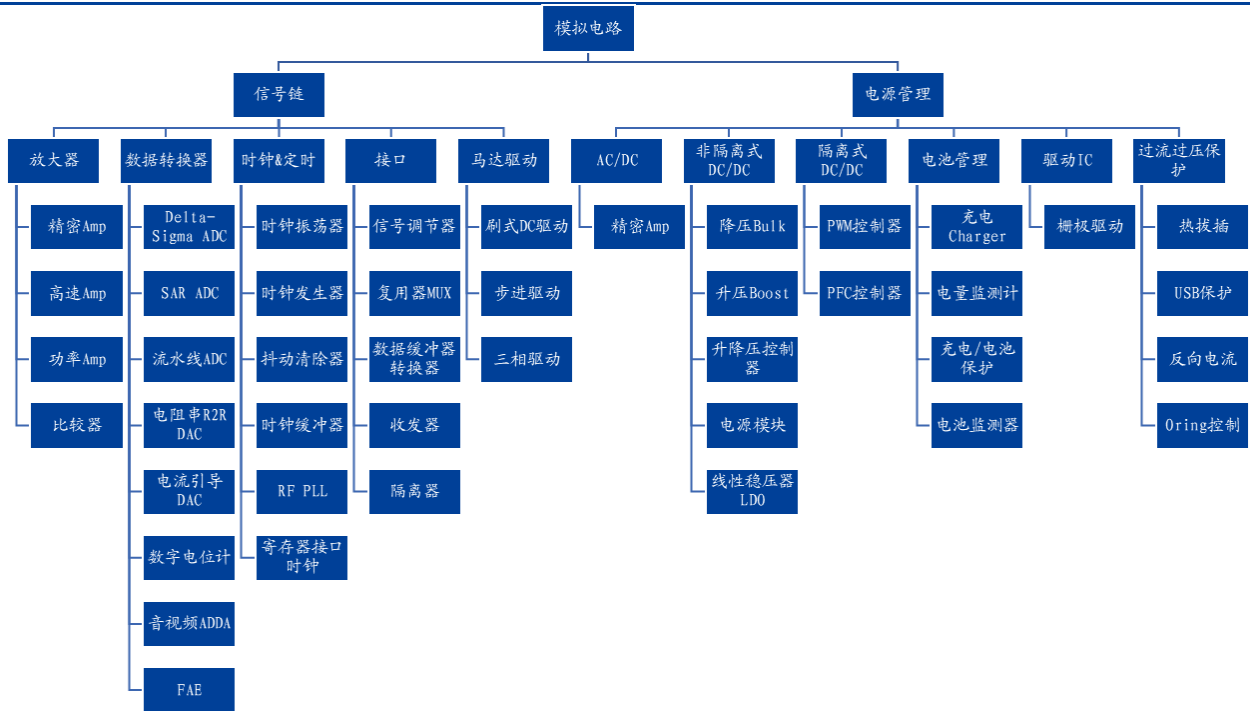 模拟电路
信号链
电源管理
放大器
数据转换器
时钟&定时
接口
马达驱动
AC/DC
非隔离式
DC/DC
隔离式
DC/DC
电池管理
驱动IC
过流过压保
护
精密Amp
高速Amp
功率Amp
比较器
Delta-
Sigma ADC
SAR ADC
流水线ADC
电阻串R2R
DAC
电流引导
DAC
数字电位计
音视频ADDA
FAE
时钟振荡器
时钟发生器
抖动清除器
时钟缓冲器
RF PLL
寄存器接口
时钟
信号调节器
复用器MUX
数据缓冲器
转换器
收发器
隔离器
刷式DC驱动
步进驱动
三相驱动
精密Amp
降压Bulk
升压Boost
升降压控制
器
电源模块
线性稳压器
LDO
PWM控制器
PFC控制器
充电
Charger
电量监测计
充电/电池
保护
电池监测器
栅极驱动
热拔插
USB保护
反向电流
Oring控制